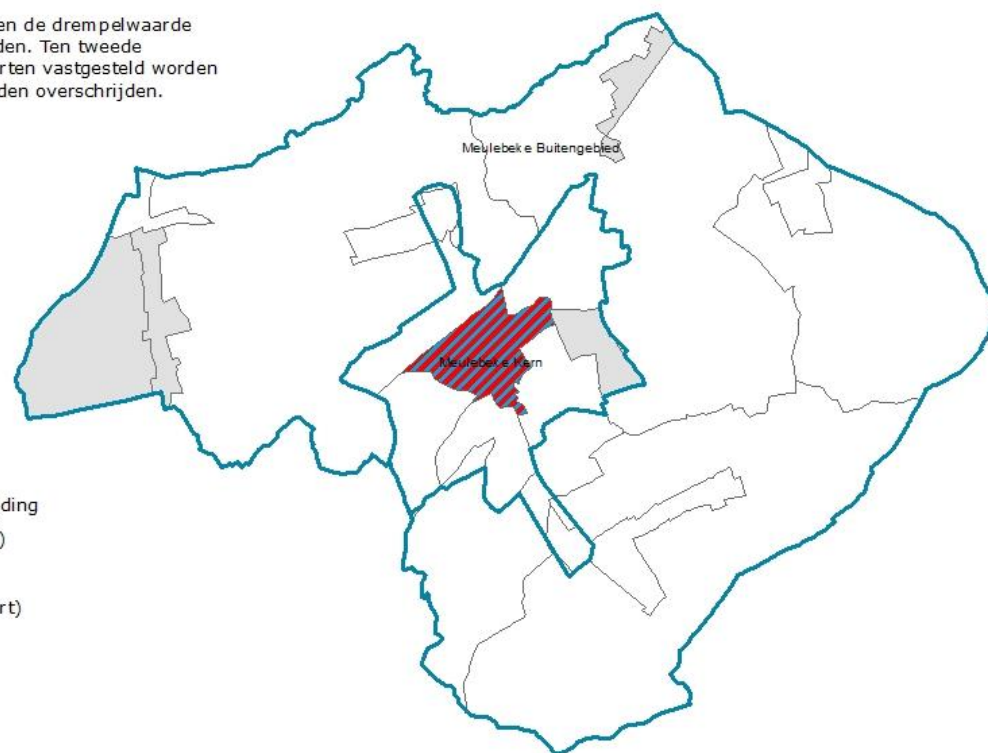 en de drempelwaarde
den. Ten tweede
rten vastgesteld worden
den overschrijden.
Meulebeke Buitengebied
Meulebeke Kern
ding
)
rt)